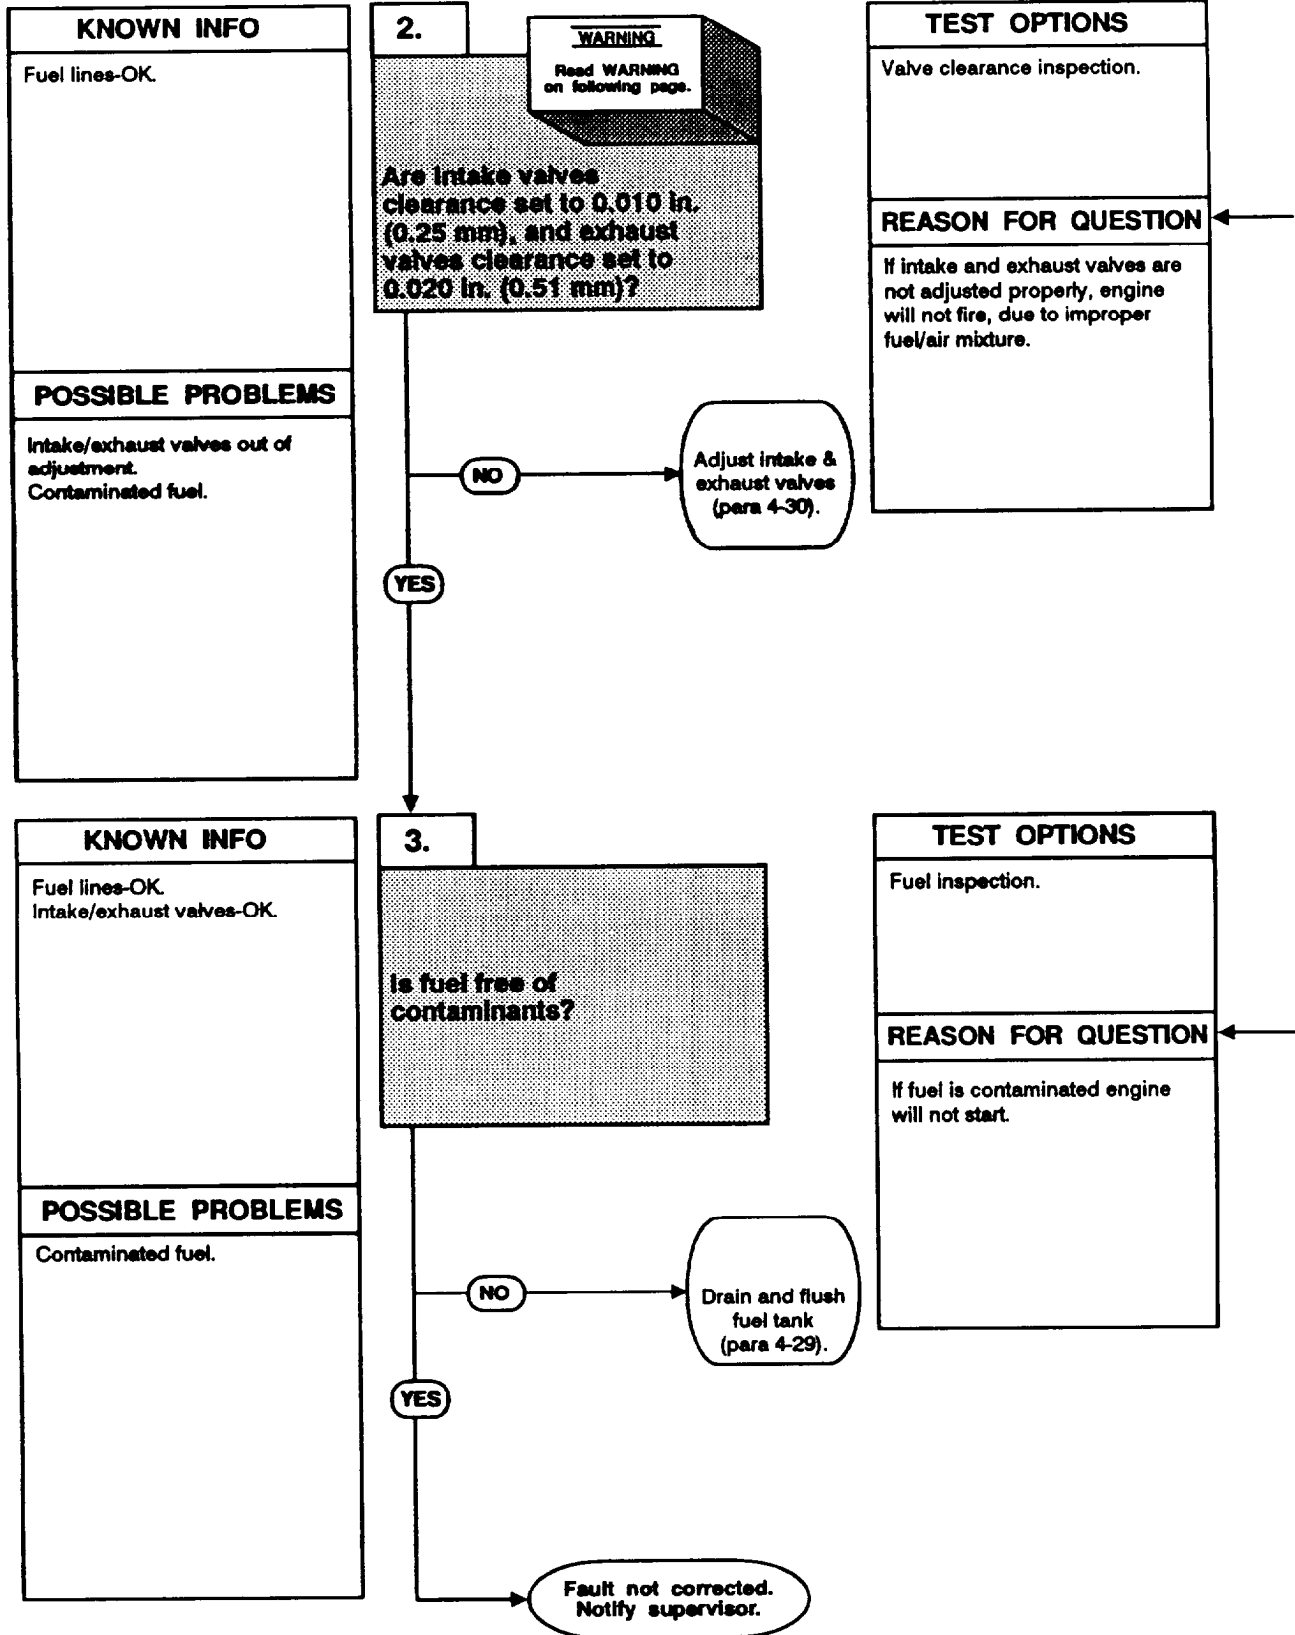 KNOWN INFO
Fuel lines-OK.
POSSIBLE PROBLEMS
Intake/exhaust valves out of
adjustment.
Contaminated fuel.
2.
WARNING
Read WARNING
on following page.
Are intake valves
clearance set to 0.010 in.
(0.25 mm), and exhaust
valves clearance set to
0.020 in. (0.51 mm)?
NO
Adjust intake &
exhaust valves
(para 4-30).
YES
TEST OPTIONS
Valve clearance inspection.
REASON FOR QUESTION
If intake and exhaust valves are
not adjusted properly, engine
will not fire, due to improper
fuel/air mixture.
KNOWN INFO
Fuel lines-OK.
Intake/exhaust valves-OK.
POSSIBLE PROBLEMS
Contaminated fuel.
3.
Is fuel free of
contaminants?
NO
Drain and flush
fuel tank
(para 4-29).
YES
Fault not corrected.
Notify supervisor.
TEST OPTIONS
Fuel inspection.
REASON FOR QUESTION
If fuel is contaminated engine
will not start.